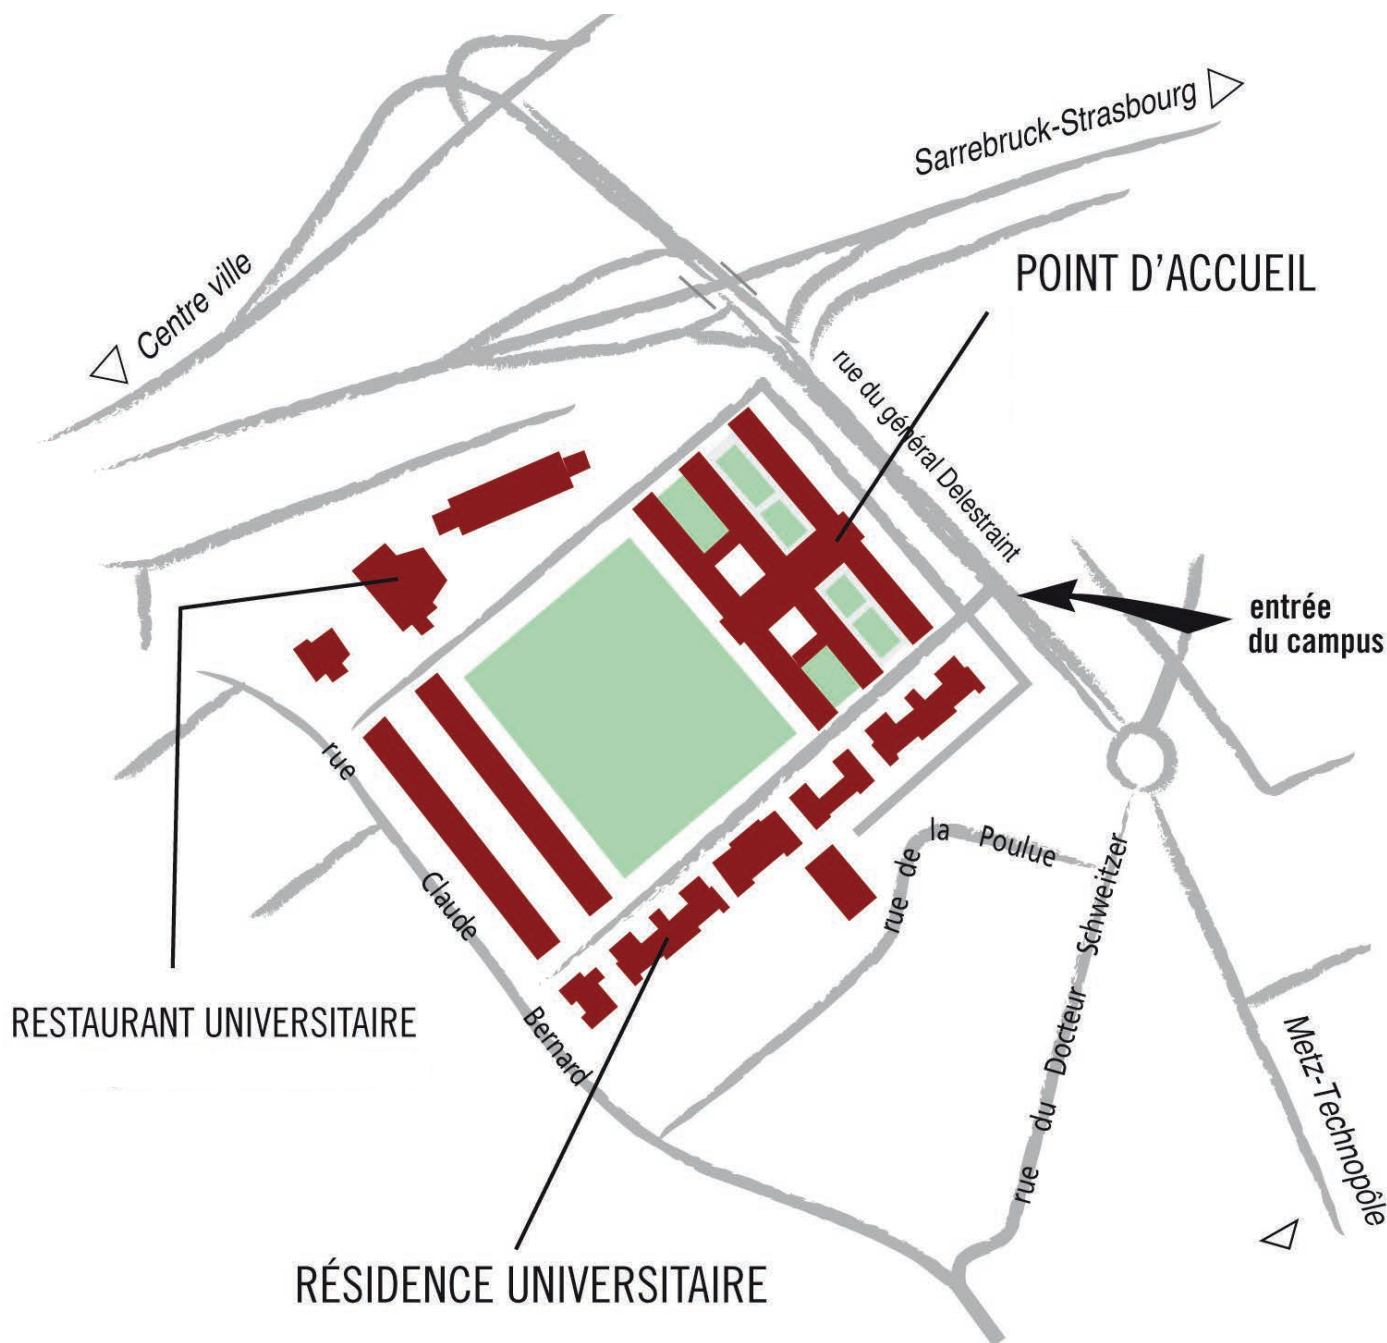 Sarrebruck-Strasbourg
Centre ville
POINT D’ACCUEIL
rue du général Delestraint
entrée
du campus
rue Claude Bernard
rue de la Poulue
rue du Docteur Schweitzer
RESTAURANT UNIVERSITAIRE
Metz-Technopôle
RÉSIDENCE UNIVERSITAIRE